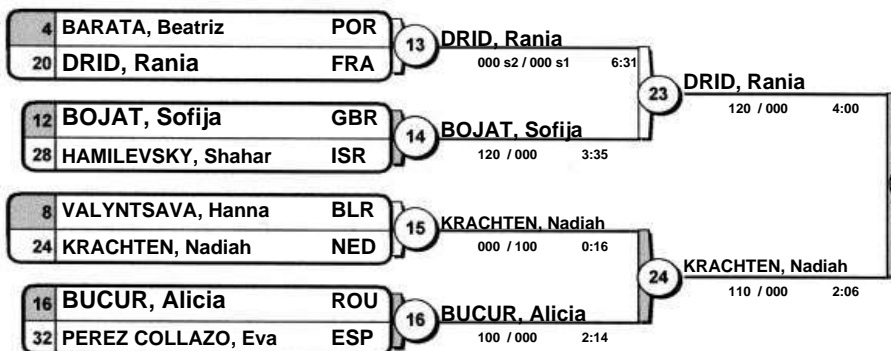 4 BARATA, Beatriz POR
20 DRID, Rania FRA
13 DRID, Rania
000 s2 / 000 s1 6:31
12 BOJAT, Sofija GBR
28 HAMILEVSKY, Shahar ISR
14 BOJAT, Sofija
120 / 000 3:35
23 DRID, Rania
120 / 000 4:00
8 VALYNTSAVA, Hanna BLR
24 KRACHTEN, Nadiah NED
15 KRACHTEN, Nadiah
000 / 100 0:16
16 BUCUR, Alicia ROU
32 PEREZ COLLAZO, Eva ESP
16 BUCUR, Alicia
100 / 000 2:14
24 KRACHTEN, Nadiah
110 / 000 2:06